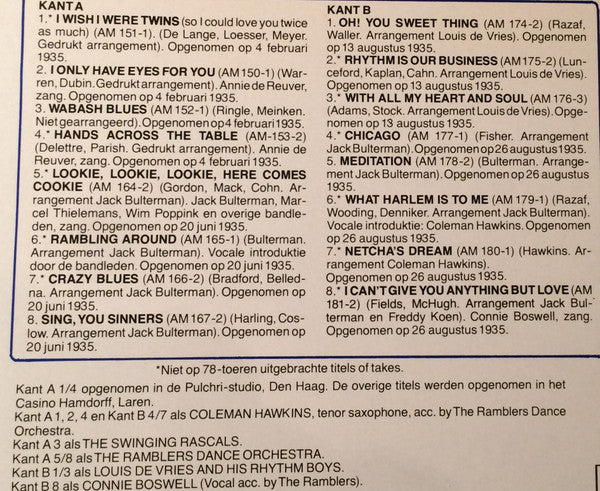 KANT A
1.* I WISH I WERE TWINS (so I could love you twice
as much) (AM 151-1). (De Lange, Loesser, Meyer.
Gedrukt arrangement). Opgenomen op 4 februari
1935.
2. I ONLY HAVE EYES FOR YOU (AM 150-1) (War-
ren, Dubin. Gedrukt arrangement). Annie de Reuver,
zang. Opgenomen op 4 februari 1935.
3. WABASH BLUES (AM 152-1) (Ringle, Meinken.
Niet gearrangeerd). Opgenomen op 4 februari 1935.
4.* HANDS ACROSS THE TABLE (AM-153-2)
(Delettre, Parish. Gedrukt arrangement). Annie de
Reuver, zang. Opgenomen op 4 februari 1935.
5.* LOOKIE, LOOKIE, LOOKIE, HERE COMES
COOKIE (AM 164-2) (Gordon, Mack, Cohn. Ar-
rangement Jack Bulterman). Jack Bulterman, Mar-
cel Thielemans, Wim Poppink en overige bandle-
den, zang. Opgenomen op 20 juni 1935.
6.* RAMBLING AROUND (AM 165-1) (Bulterman.
Arrangement Jack Bulterman). Vocale introduktie
door de bandleden. Opgenomen op 20 juni 1935.
7.* CRAZY BLUES (AM 166-2) (Bradford, Belled-
na. Arrangement Jack Bulterman). Opgenomen op
20 juni 1935.
8. SING, YOU SINNERS (AM 167-2) (Harling, Cos-
low. Arrangement Jack Bulterman). Opgenomen op
20 juni 1935.
KANT B
1. OH! YOU SWEET THING (AM 174-2) (Razaf,
Waller. Arrangement Louis de Vries). Opgenomen
op 13 augustus 1935.
2.* RHYTHM IS OUR BUSINESS (AM 175-2) (Lun-
ceford, Kaplan, Cahn. Arrangement Louis de Vries).
Opgenomen op 13 augustus 1935.
3.* WITH ALL MY HEART AND SOUL (AM 176-3)
(Adams, Stock. Arrangement Louis de Vries). Opge-
nomen op 13 augustus 1935.
4.* CHICAGO (AM 177-1) (Fisher. Arrangement
Jack Bulterman). Opgenomen op 26 augustus 1935.
5. MEDITATION (AM 178-2) (Bulterman. Arrange-
ment Jack Bulterman). Opgenomen op 26 augustus
1935.
6.* WHAT HARLEM IS TO ME (AM 179-1) (Razaf,
Wooding, Denniker. Arrangement Jack Bulterman).
Vocale introduktie: Coleman Hawkins. Opgenomen
op 26 augustus 1935.
7.* NETCHA'S DREAM (AM 180-1) (Hawkins. Ar-
rangement Coleman Hawkins).
Opgenomen op 26 augustus 1935.
8.* I CAN'T GIVE YOU ANYTHING BUT LOVE (AM
181-2) (Fields, McHugh. Arrangement Jack Bul-
terman en Freddy Koen). Connie Boswell, zang.
Opgenomen op 26 augustus 1935.
*Niet op 78-toeren uitgebrachte titels of takes.
Kant A 1/4 opgenomen in de Pulchri-studio, Den Haag. De overige titels werden opgenomen in het
Casino Hamdorff, Laren.
Kant A 1, 2, 4 en Kant B 4/7 als COLEMAN HAWKINS, tenor saxophone, acc. by The Ramblers Dance
Orchestra.
Kant A 3 als THE SWINGING RASCALS.
Kant A 5/8 als THE RAMBLERS DANCE ORCHESTRA.
Kant B 1/3 als LOUIS DE VRIES AND HIS RHYTHM BOYS.
Kant B 8 als CONNIE BOSWELL (Vocal acc. by The Ramblers).